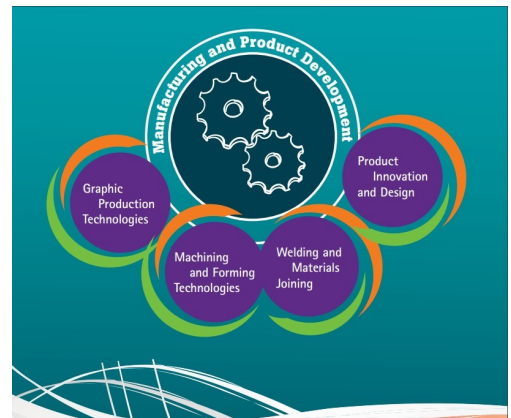 Manufacturing and Product Development
Graphic
Production
Technologies
Machining
and Forming
Technologies
Welding and
Materials
Joining
Product
Innovation
and Design